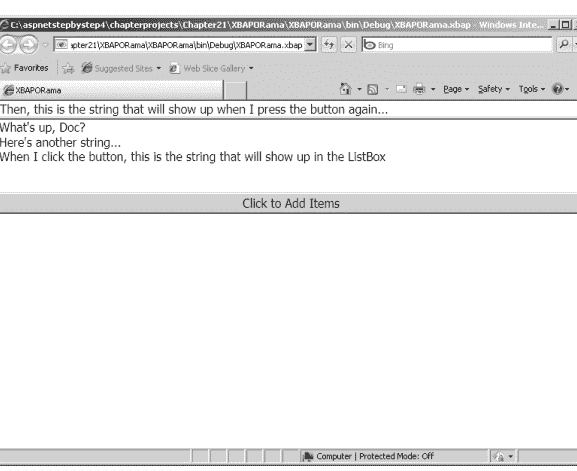 C:\aspnetstepbystep4\chapterprojects\Chapter21\XBAPORama\XBAPORama\bin\Debug\XBAPORama.xbap - Windows Inte...
apter21\XBAPORama\XBAPORama\bin\Debug\XBAPORama.xbap Bing
Favorites Suggested Sites Web Slice Gallery
XBAPORama Page Safety Tools
Then, this is the string that will show up when I press the button again...
What's up, Doc?
Here's another string...
When I click the button, this is the string that will show up in the ListBox
Click to Add Items
Computer | Protected Mode: Off